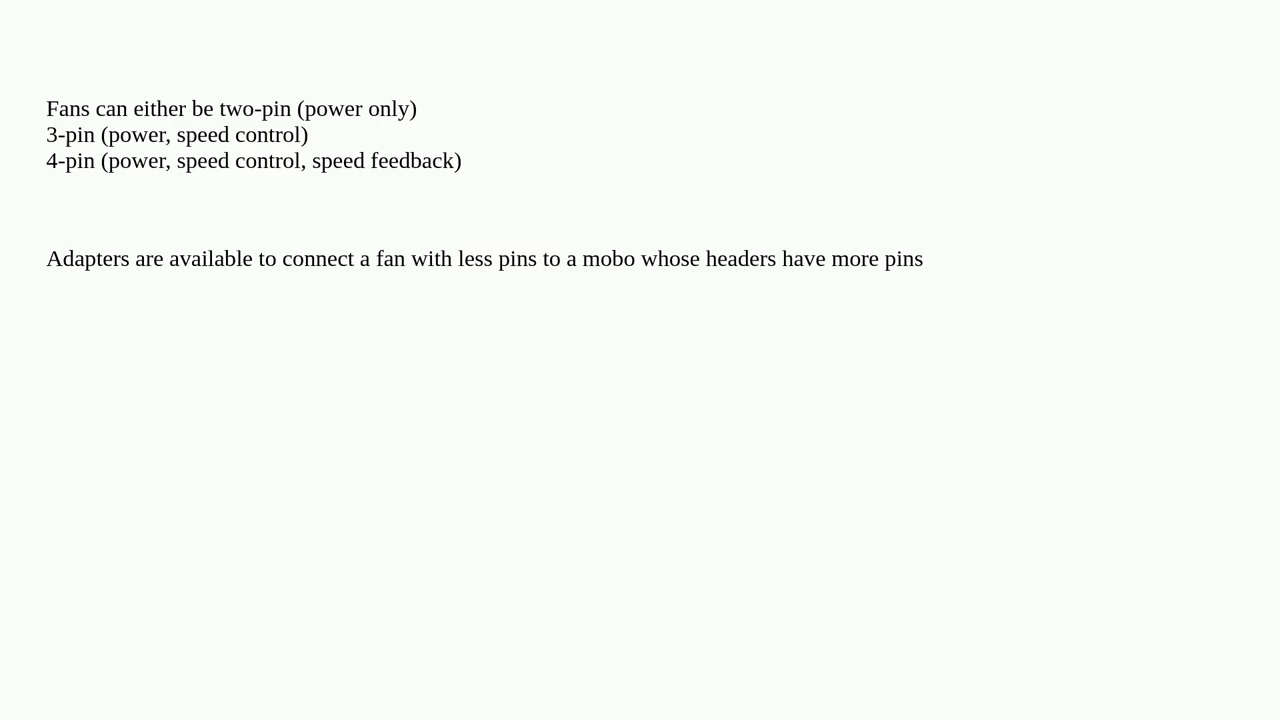 Fans can either be two-pin (power only)
3-pin (power, speed control)
4-pin (power, speed control, speed feedback)
Adapters are available to connect a fan with less pins to a mobo whose headers have more pins